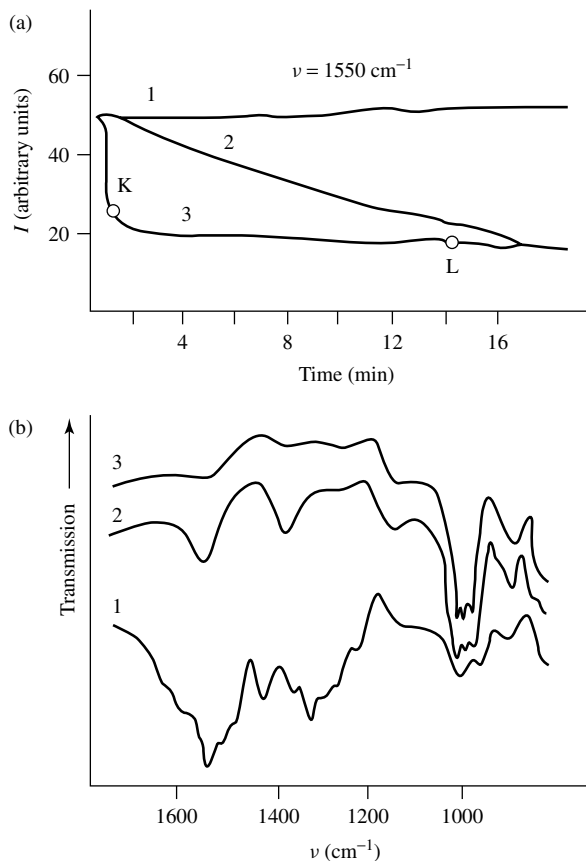 (a)
ν = 1550 cm⁻¹
60
40
20
I (arbitrary units)
1
2
3
K
L
4 8 12 16
Time (min)
(b)
Transmission
3
2
1
1600 1400 1200 1000
ν (cm⁻¹)